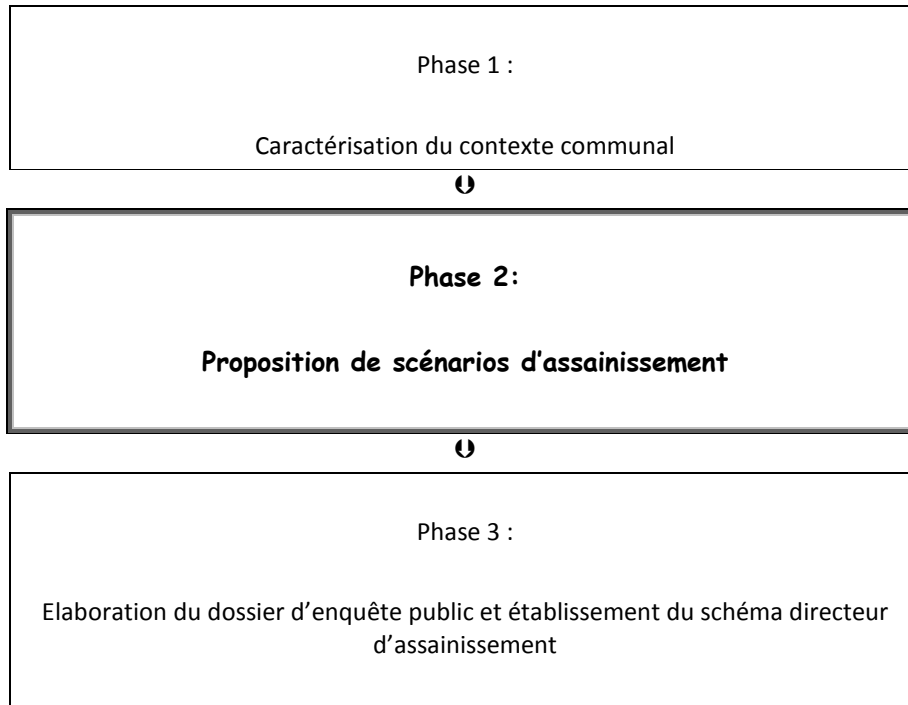 Phase 1 :
Caractérisation du contexte communal
Phase 2:
Proposition de scénarios d’assainissement
Phase 3 :
Elaboration du dossier d’enquête public et établissement du schéma directeur
d’assainissement